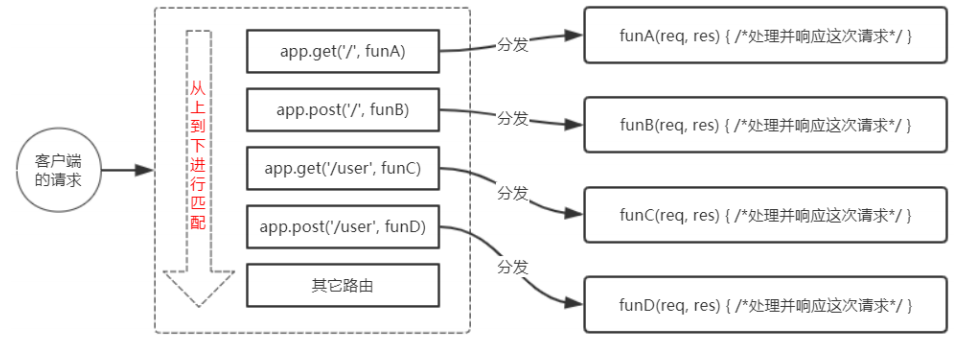 客户端
的请求
从
上
到
下
进
行
匹
配
app.get('/', funA)
app.post('/', funB)
app.get('/user', funC)
app.post('/user', funD)
其它路由
分发
分发
分发
分发
funA(req, res) { /*处理并响应这次请求*/ }
funB(req, res) { /*处理并响应这次请求*/ }
funC(req, res) { /*处理并响应这次请求*/ }
funD(req, res) { /*处理并响应这次请求*/ }